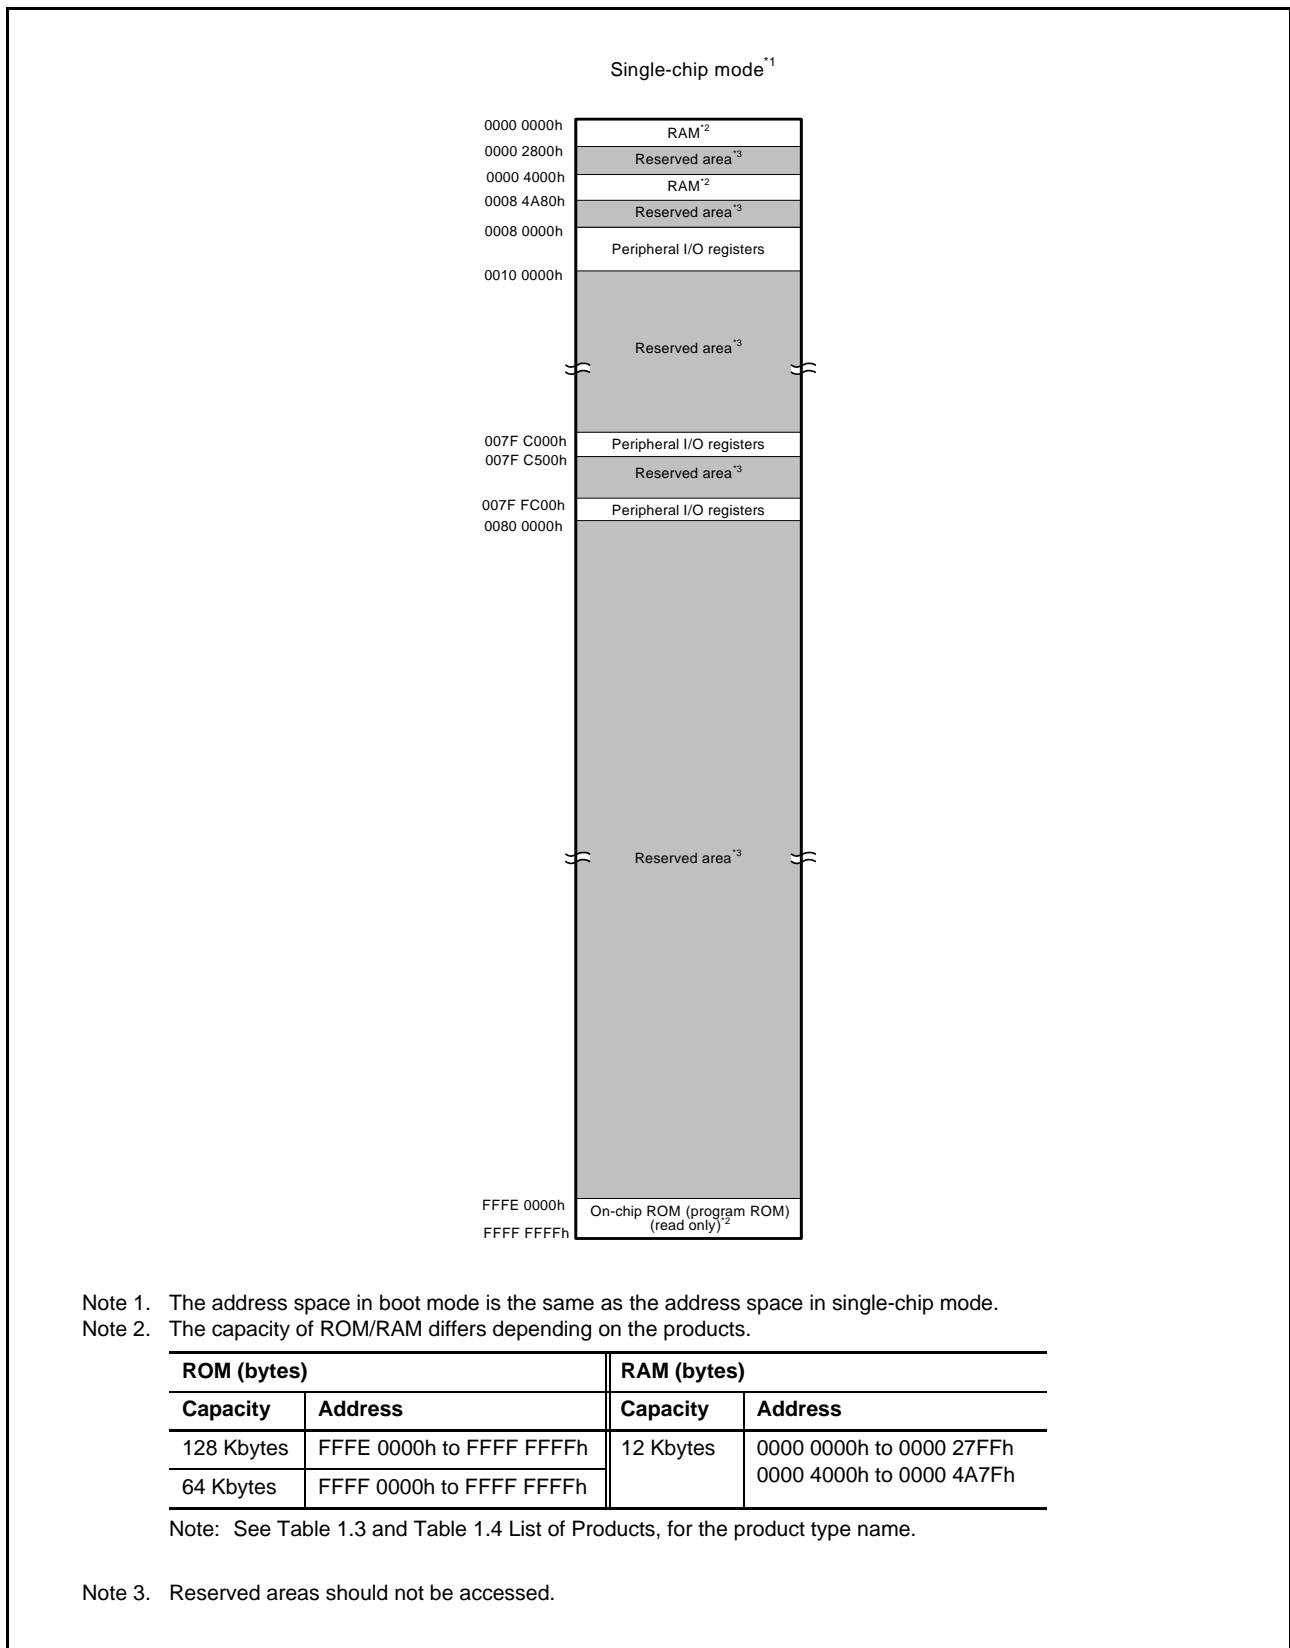 Single-chip mode*1
0000 0000h
RAM*2
0000 2800h
Reserved area*3
0000 4000h
RAM*2
0008 4A80h
Reserved area*3
0008 0000h
Peripheral I/O registers
0010 0000h
Reserved area*3
007F C000h
Peripheral I/O registers
007F C500h
Reserved area*3
007F FC00h
Peripheral I/O registers
0080 0000h
Reserved area*3
FFFE 0000h
On-chip ROM (program ROM)
(read only)*2
FFFF FFFFh
Note 1. The address space in boot mode is the same as the address space in single-chip mode.
Note 2. The capacity of ROM/RAM differs depending on the products.
ROM (bytes) RAM (bytes)
Capacity Address Capacity Address
128 Kbytes FFFE 0000h to FFFF FFFFh 12 Kbytes 0000 0000h to 0000 27FFh
0000 4000h to 0000 4A7Fh
64 Kbytes FFFF 0000h to FFFF FFFFh
Note: See Table 1.3 and Table 1.4 List of Products, for the product type name.
Note 3. Reserved areas should not be accessed.